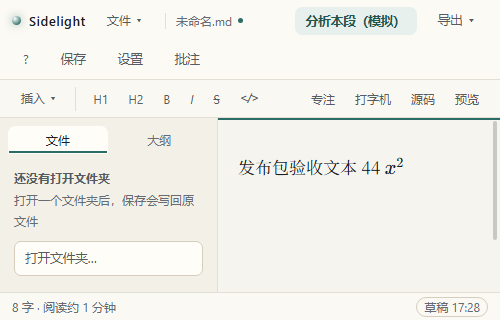 Sidelight 文件 未命名.md 分析本段（模拟） 导出
? 保存 设置 批注
插入 H1 H2 B I S </> 专注 打字机 源码 预览
文件 大纲
还没有打开文件夹
打开一个文件夹后，保存会写回原
文件
打开文件夹...
发布包验收文本 44 x²
8 字 · 阅读约 1 分钟 草稿 17:28